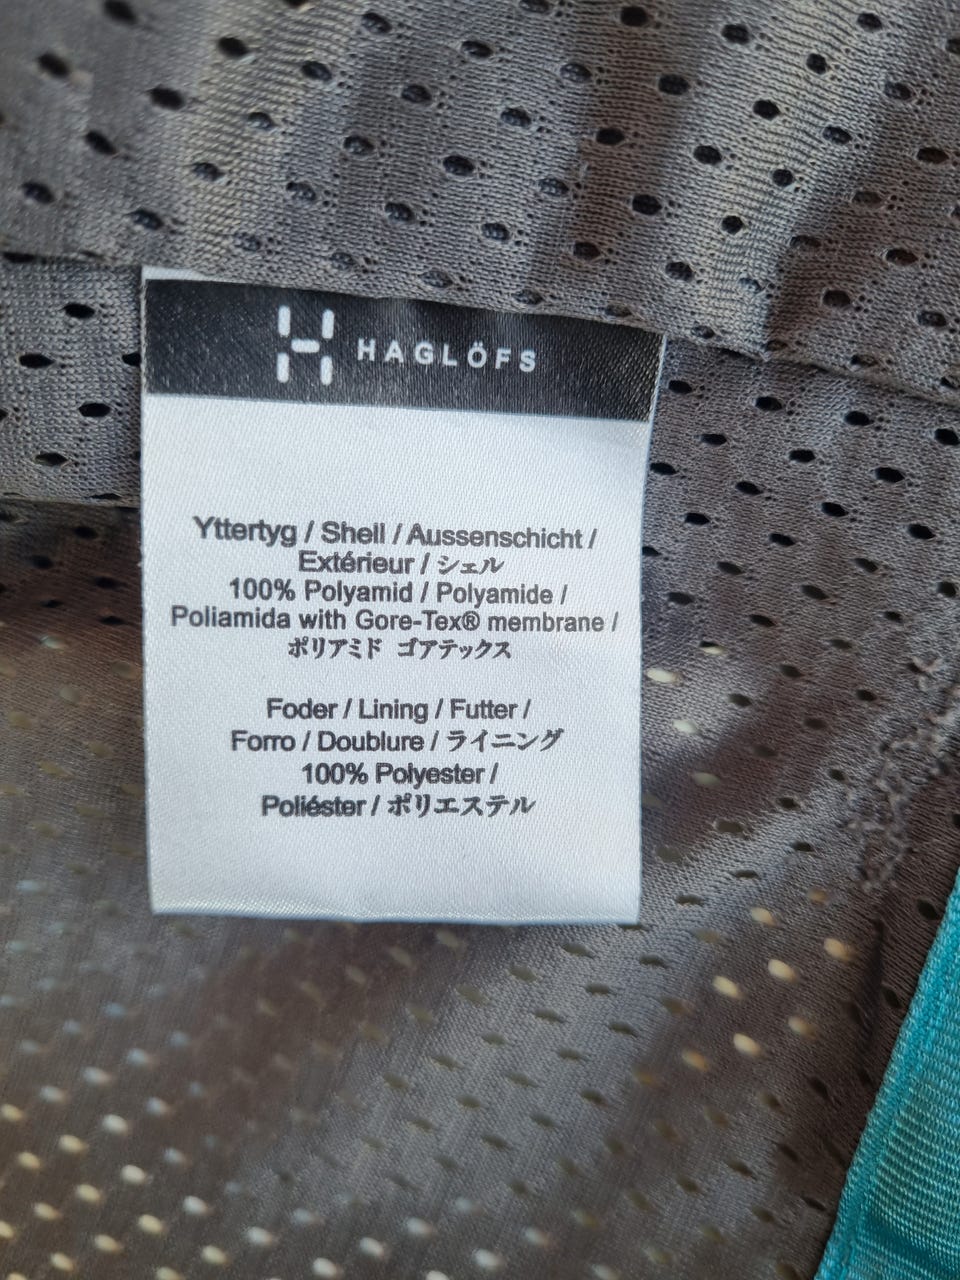 HAGLÖFS
Yttertyg / Shell / Aussenschicht /
Extérieur / シェル
100% Polyamid / Polyamide /
Poliamida with Gore-Tex® membrane /
ポリアミド ゴアテックス
Foder / Lining / Futter /
Forro / Doublure / ライニング
100% Polyester /
Poliéster / ポリエステル